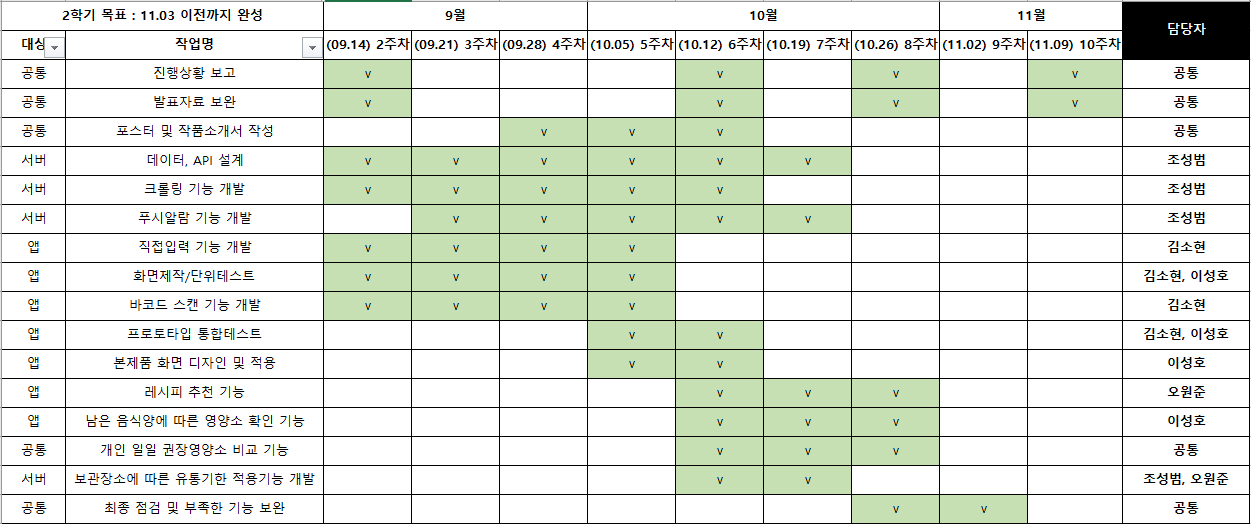 2학기 목표 : 11.03 이전까지 완성 9월 10월 11월 담당자
대상 작업명 (09.14) 2주차 (09.21) 3주차 (09.28) 4주차 (10.05) 5주차 (10.12) 6주차 (10.19) 7주차 (10.26) 8주차 (11.02) 9주차 (11.09) 10주차
공통 진행상황 보고 v v v v 공통
공통 발표자료 보완 v v v v 공통
공통 포스터 및 작품소개서 작성 v v v 공통
서버 데이터, API 설계 v v v v v v 조성범
서버 크롤링 기능 개발 v v v v v 조성범
서버 푸시알람 기능 개발 v v v v v 조성범
앱 직접입력 기능 개발 v v v v 김소현
앱 화면제작/단위테스트 v v v v 김소현, 이성호
앱 바코드 스캔 기능 개발 v v v v 김소현
앱 프로토타입 통합테스트 v v 김소현, 이성호
앱 본제품 화면 디자인 및 적용 v v 이성호
앱 레시피 추천 기능 v v v 오원준
앱 남은 음식양에 따른 영양소 확인 기능 v v v 이성호
공통 개인 일일 권장영양소 비교 기능 v v v 공통
서버 보관장소에 따른 유통기한 적용기능 개발 v v 조성범, 오원준
공통 최종 점검 및 부족한 기능 보완 v v 공통